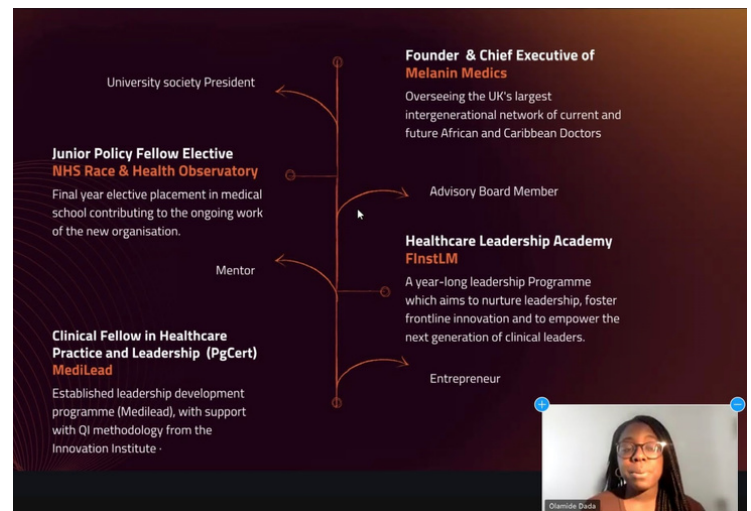 University society President
Founder & Chief Executive of
Melanin Medics
Overseeing the UK's largest
intergenerational network of current and
future African and Caribbean Doctors
Junior Policy Fellow Elective
NHS Race & Health Observatory
Final year elective placement in medical
school contributing to the ongoing work
of the new organisation.
Advisory Board Member
Mentor
Healthcare Leadership Academy
FInstLM
A year-long leadership Programme
which aims to nurture leadership, foster
frontline innovation and to empower the
next generation of clinical leaders.
Clinical Fellow in Healthcare
Practice and Leadership (PgCert)
MediLead
Established leadership development
programme (Medilead), with support
with QI methodology from the
Innovation Institute ·
Entrepreneur
Olamide Dada